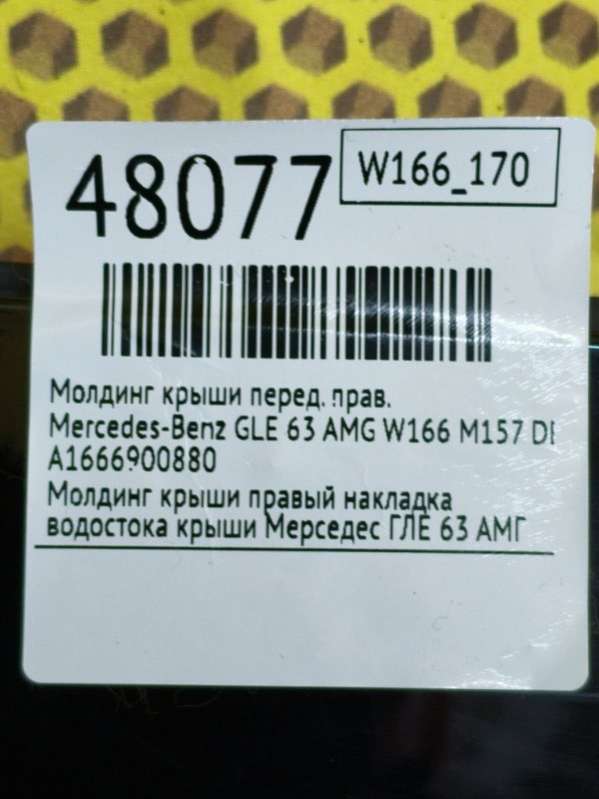 48077
W166_170
Молдинг крыши перед. прав.
Mercedes-Benz GLE 63 AMG W166 M157 DE
A1666900880
Молдинг крыши правый накладка
водостока крыши Мерседес ГЛЕ 63 АМГ